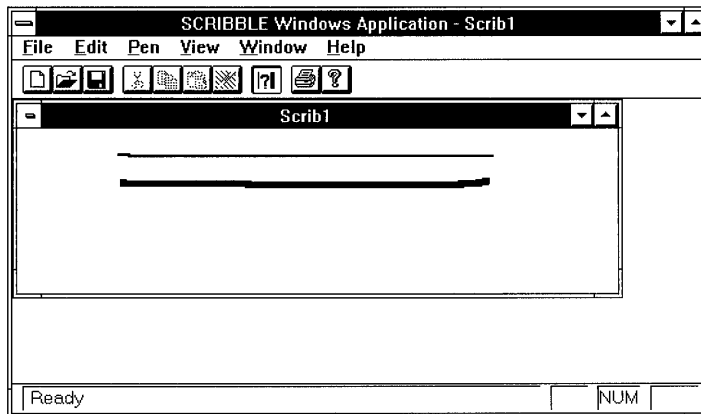 SCRIBBLE Windows Application - Scrib1
File Edit Pen View Window Help
Scrib1
Ready NUM